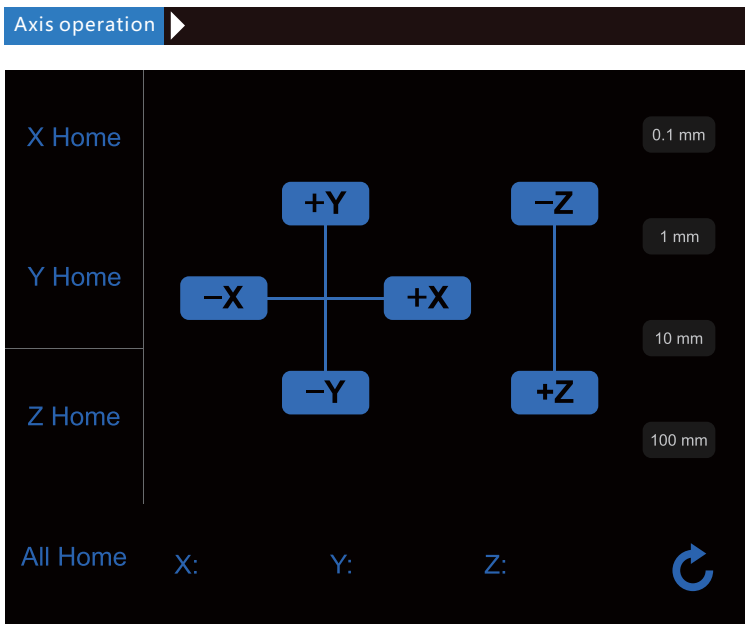 Axis operation
X Home
Y Home
Z Home
All Home
+Y
−X
+X
−Y
−Z
+Z
0.1 mm
1 mm
10 mm
100 mm
X:
Y:
Z: